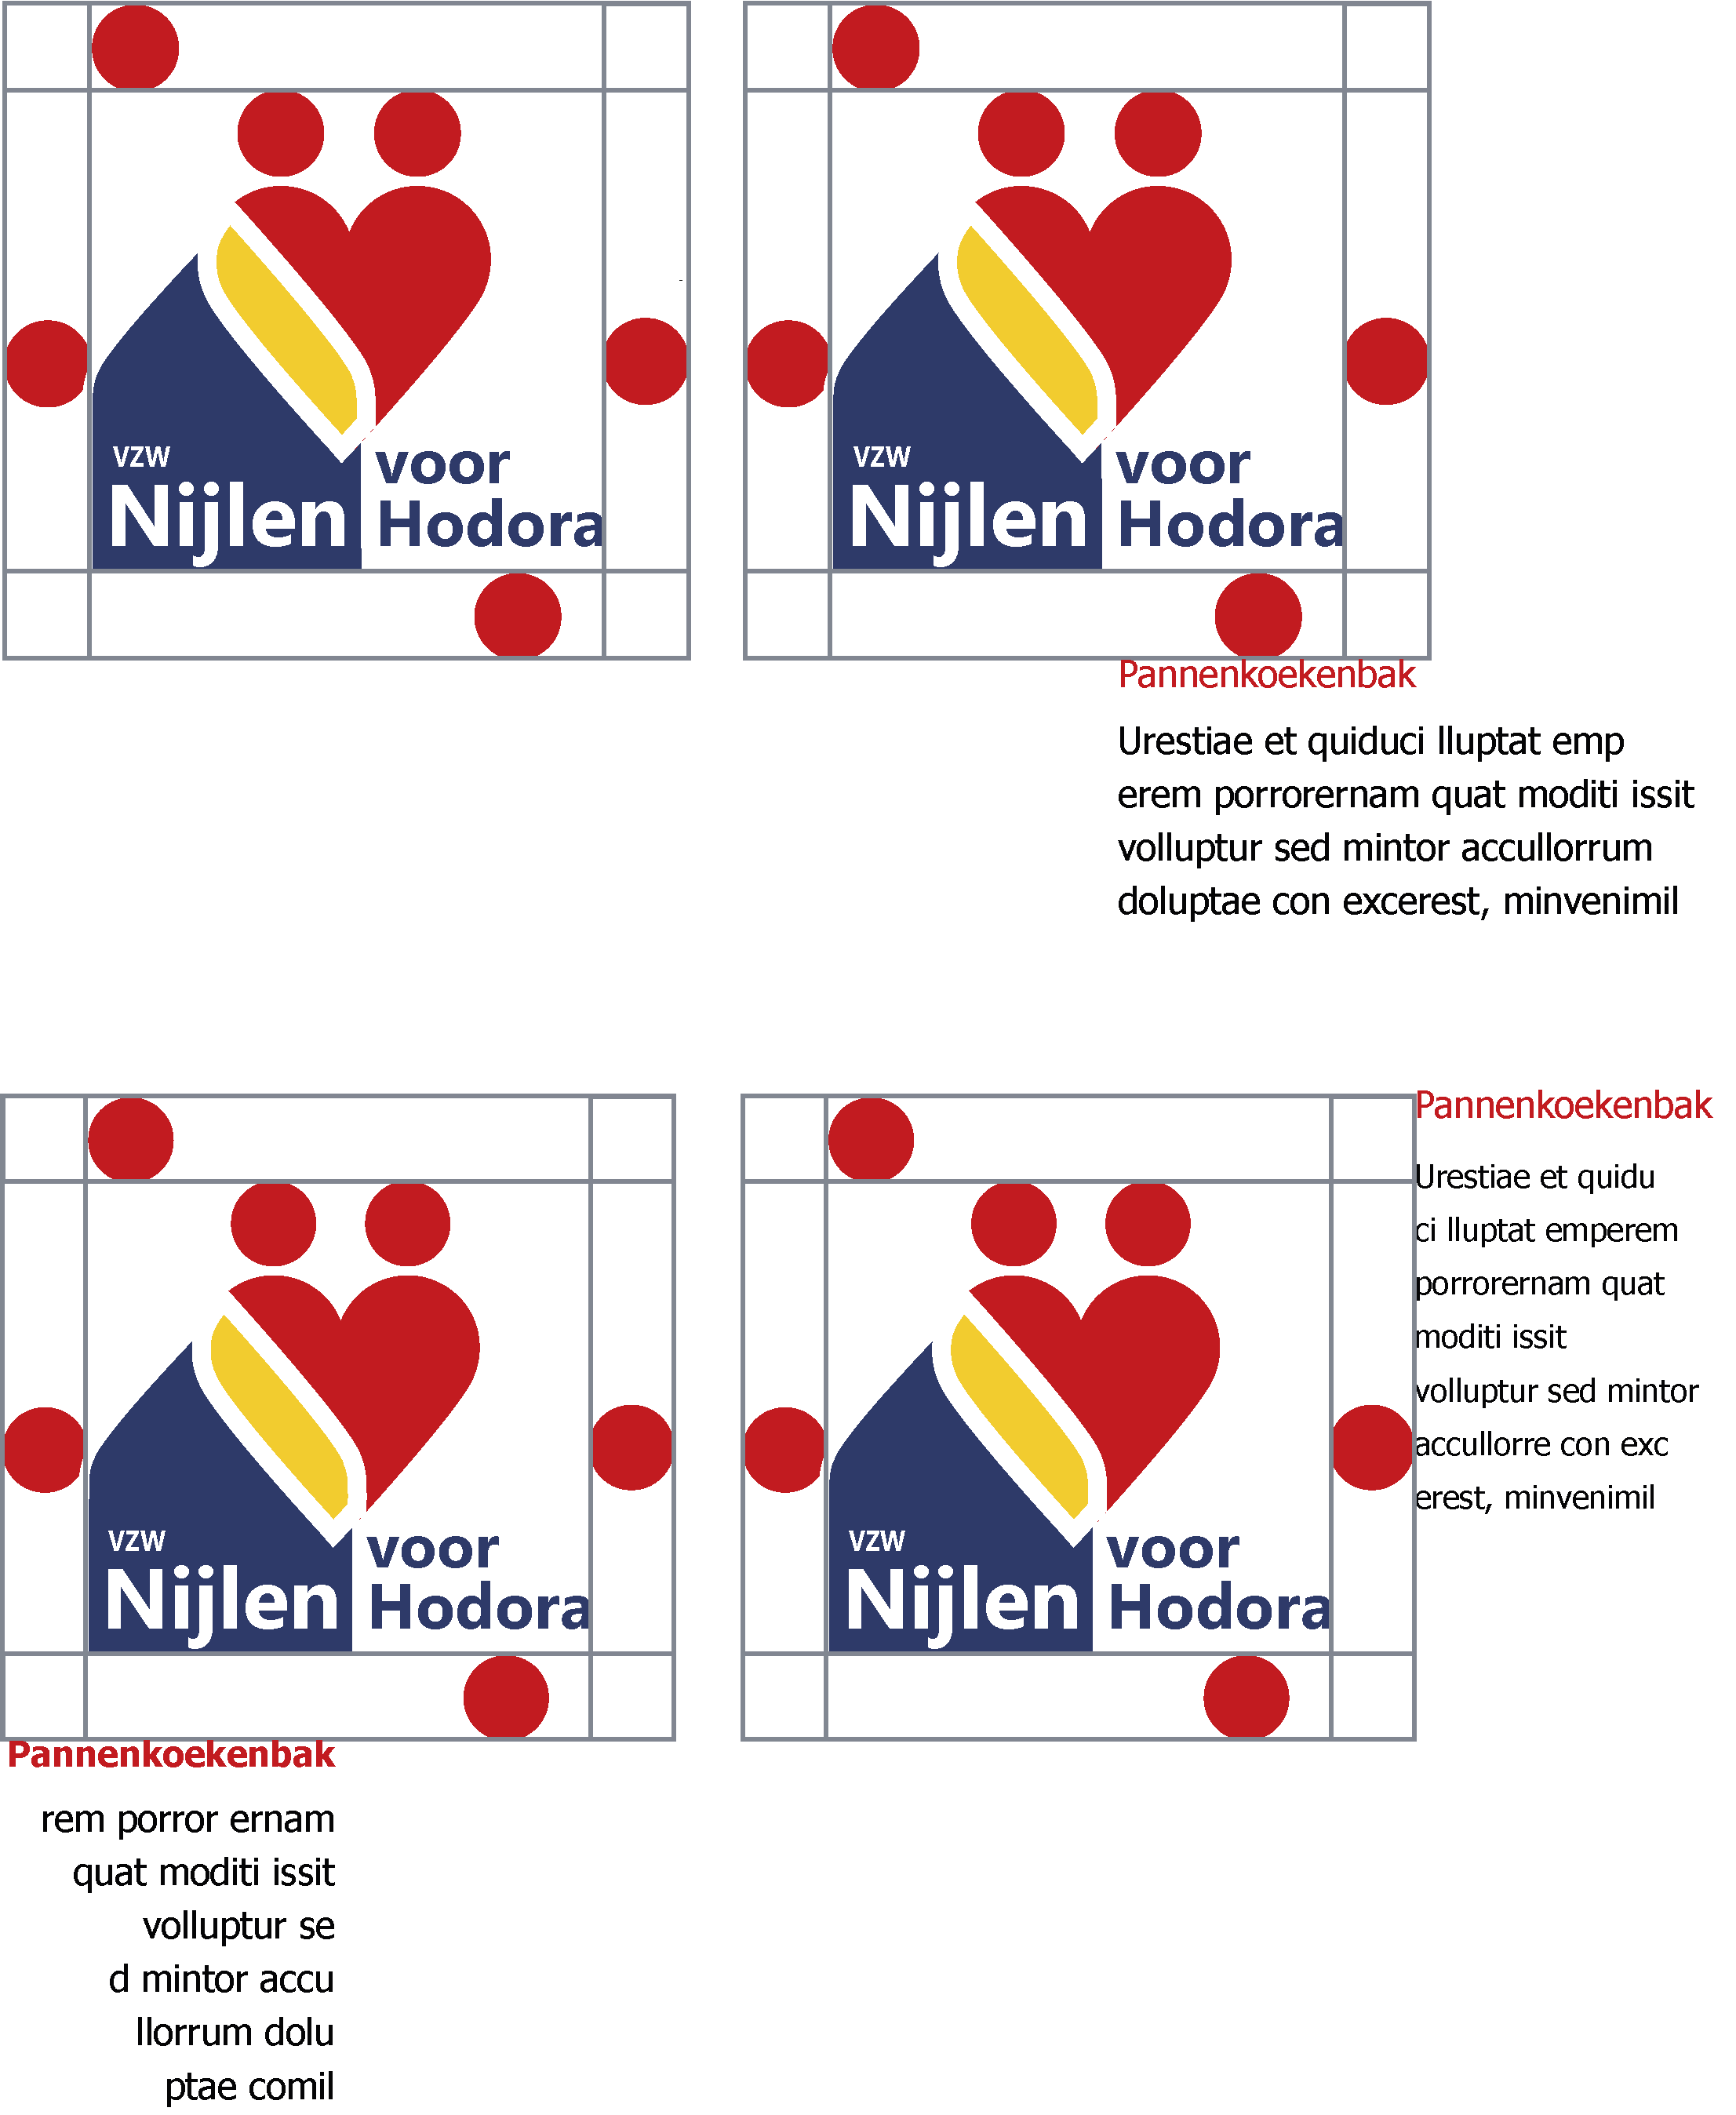 VZW
Nijlen
voor
Hodora
VZW
Nijlen
voor
Hodora
Pannenkoekenbak
Urestiae et quiduci lluptat emp
erem porrorernam quat moditi issit
volluptur sed mintor accullorrum
doluptae con excerest, minvenimil
VZW
Nijlen
voor
Hodora
Pannenkoekenbak
rem porror ernam
quat moditi issit
volluptur se
d mintor accu
llorrum dolu
ptae comil
VZW
Nijlen
voor
Hodora
Pannenkoekenbak
Urestiae et quidu
ci lluptat emperem
porrorernam quat
moditi issit
volluptur sed mintor
accullorre con exc
erest, minvenimil